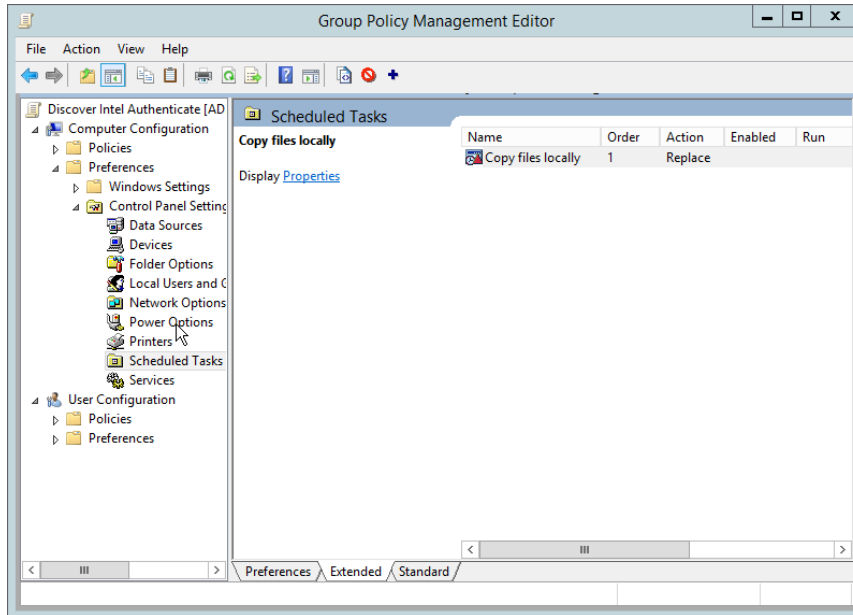 Group Policy Management Editor
File Action View Help
Discover Intel Authenticate [AD
Computer Configuration
Policies
Preferences
Windows Settings
Control Panel Setting
Data Sources
Devices
Folder Options
Local Users and G
Network Options
Power Options
Printers
Scheduled Tasks
Services
User Configuration
Policies
Preferences
Scheduled Tasks
Copy files locally
Display Properties
Name Order Action Enabled Run
Copy files locally 1 Replace
Preferences Extended Standard